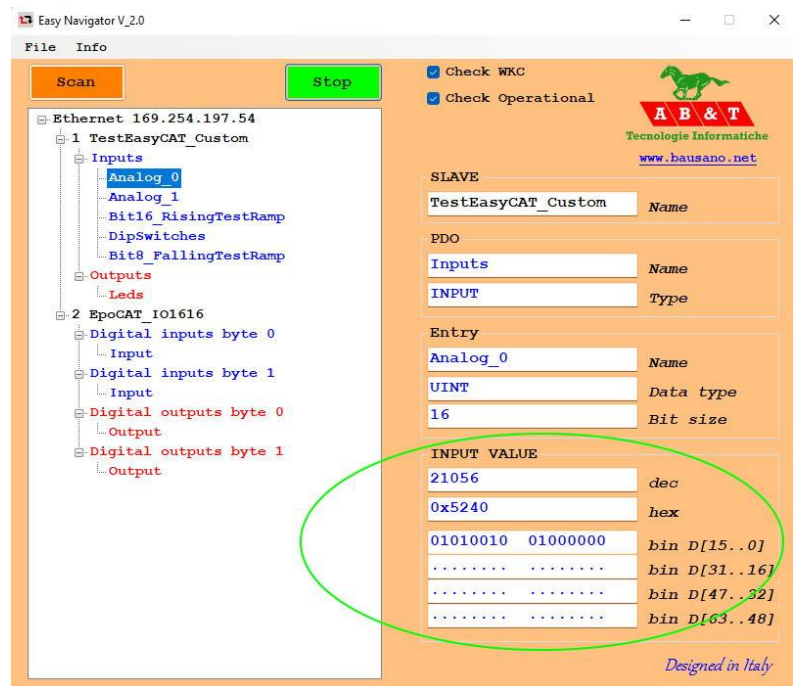 Easy Navigator V_2.0
File Info
Scan
Stop
Ethernet 169.254.197.54
1 TestEasyCAT_Custom
Inputs
Analog_0
Analog_1
Bit16_RisingTestRamp
DipSwitches
Bit8_FallingTestRamp
Outputs
Leds
2 EpoCAT_IO1616
Digital inputs byte 0
Input
Digital inputs byte 1
Input
Digital outputs byte 0
Output
Digital outputs byte 1
Output
Check WKC
Check Operational
AB&T
Tecnologie Informatiche
www.bausano.net
SLAVE
TestEasyCAT_Custom Name
PDO
Inputs Name
INPUT Type
Entry
Analog_0 Name
UINT Data type
16 Bit size
INPUT VALUE
21056 dec
0x5240 hex
01010010 01000000 bin D[15..0]
........ ........ bin D[31..16]
........ ........ bin D[47..32]
........ ........ bin D[63..48]
Designed in Italy